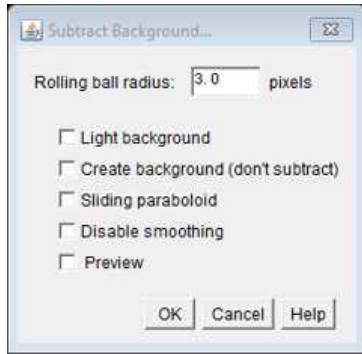 Subtract Background...
Rolling ball radius: 3.0 pixels
Light background
Create background (don't subtract)
Sliding paraboloid
Disable smoothing
Preview
OK Cancel Help